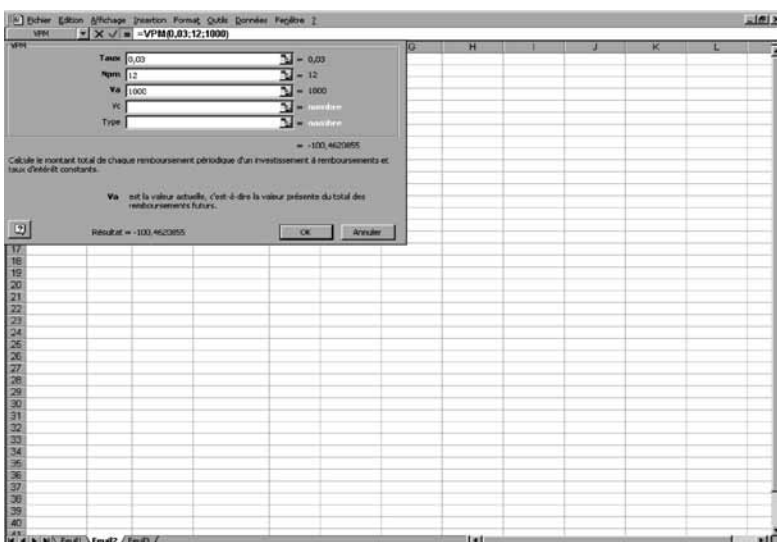 Fichier Edition Affichage Insertion Format Outils Données Fenêtre ?
VPM =VPM(0,03;12;1000)
VPM
Taux 0,03 = 0,03
Npm 12 = 12
Va 1000 = 1000
Vc = nombre
Type = nombre
= -100,4620855
Calcule le montant total de chaque remboursement périodique d'un investissement à remboursements et
taux d'intérêt constants.
Va est la valeur actuelle, c'est-à-dire la valeur présente du total des
remboursements futurs.
Résultat = -100,4620855 OK Annuler
G H I J K L
17
18
19
20
21
22
23
24
25
26
27
28
29
30
31
32
33
34
35
36
37
38
39
40
41
Feuil1 Feuil2 Feuil3